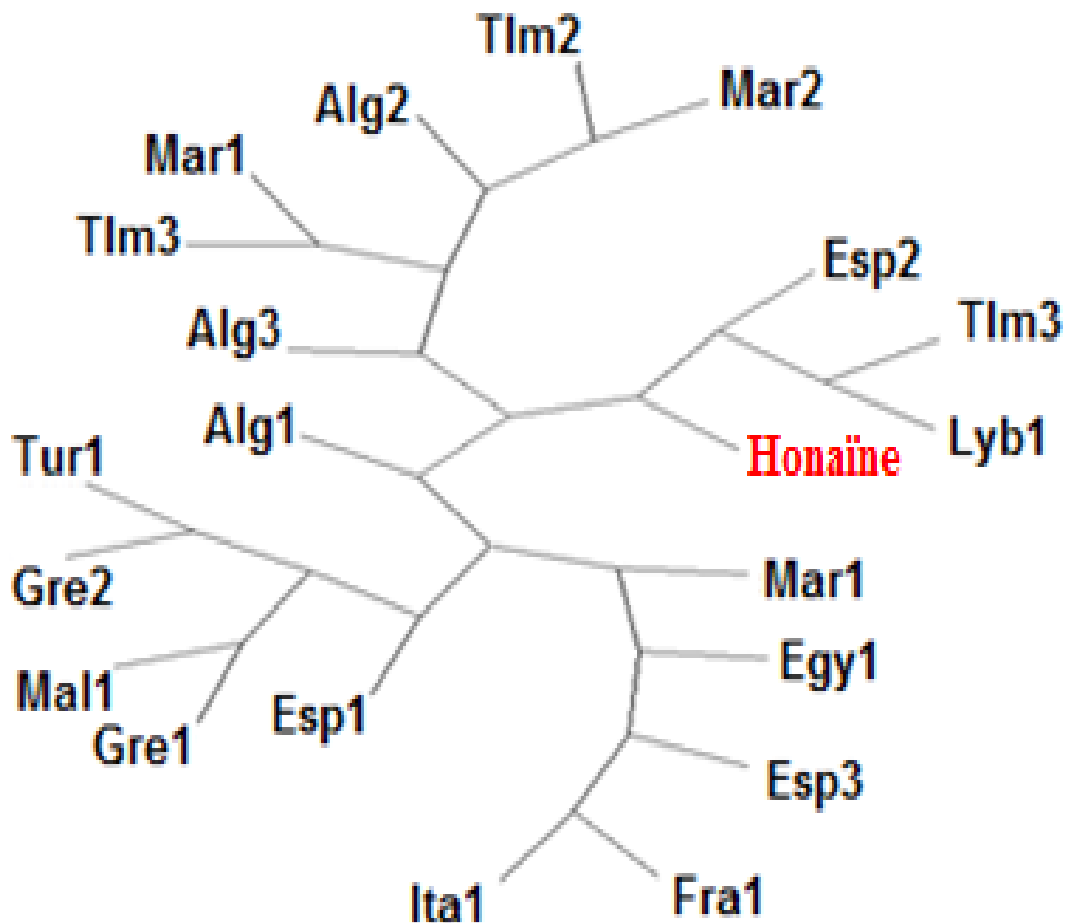 Tlm2
Mar2
Alg2
Mar1
Tlm3
Esp2
Tlm3
Alg3
Alg1
Lyb1
Honaïne
Tur1
Gre2
Mar1
Egy1
Mal1
Esp1
Gre1
Esp3
Ita1
Fra1